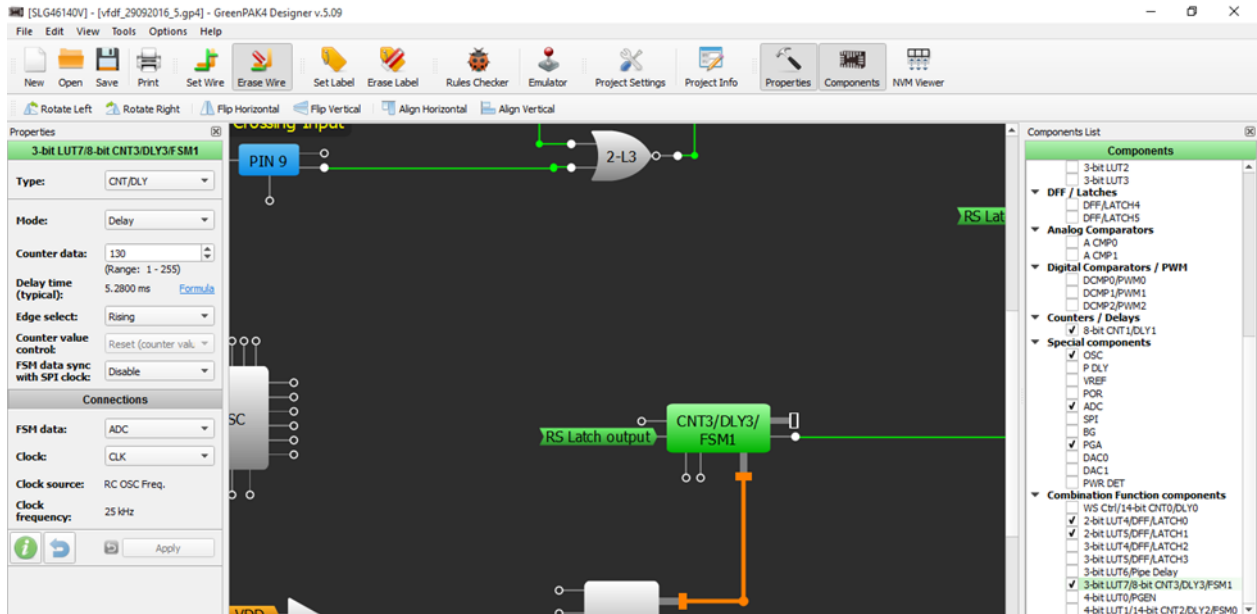 [SLG46140V] - [vfdf_29092016_5.gp4] - GreenPAK4 Designer v.5.09
File Edit View Tools Options Help
New Open Save Print Set Wire Erase Wire Set Label Erase Label Rules Checker Emulator Project Settings Project Info Properties Components NVM Viewer
Rotate Left Rotate Right Flip Horizontal Flip Vertical Align Horizontal Align Vertical
Properties
3-bit LUT7/8-bit CNT3/DLY3/FSM1
Type: CNT/DLY
Mode: Delay
Counter data: 130
(Range: 1 - 255)
Delay time
(typical): 5.2800 ms Formula
Edge select: Rising
Counter value
control: Reset (counter valu
FSM data sync
with SPI clock: Disable
Connections
FSM data: ADC
Clock: CLK
Clock source: RC OSC Freq.
Clock
frequency: 25 kHz
Apply
Crossing Input
PIN 9
2-L3
RS Lat
SC
RS Latch output
CNT3/DLY3/
FSM1
VDD
Components List
Components
3-bit LUT2
3-bit LUT3
DFF / Latches
DFF/LATCH4
DFF/LATCH5
Analog Comparators
A CMP0
A CMP1
Digital Comparators / PWM
DCMP0/PWM0
DCMP1/PWM1
DCMP2/PWM2
Counters / Delays
8-bit CNT1/DLY1
Special components
OSC
P DLY
VREF
POR
ADC
SPI
BG
PGA
DAC0
DAC1
PWR DET
Combination Function components
WS Ctrl/14-bit CNT0/DLY0
2-bit LUT4/DFF/LATCH0
2-bit LUT5/DFF/LATCH1
3-bit LUT4/DFF/LATCH2
3-bit LUT5/DFF/LATCH3
3-bit LUT6/Pipe Delay
3-bit LUT7/8-bit CNT3/DLY3/FSM1
4-bit LUT0/PGEN
4-bit LUT1/14-bit CNT2/DLY2/FSM0